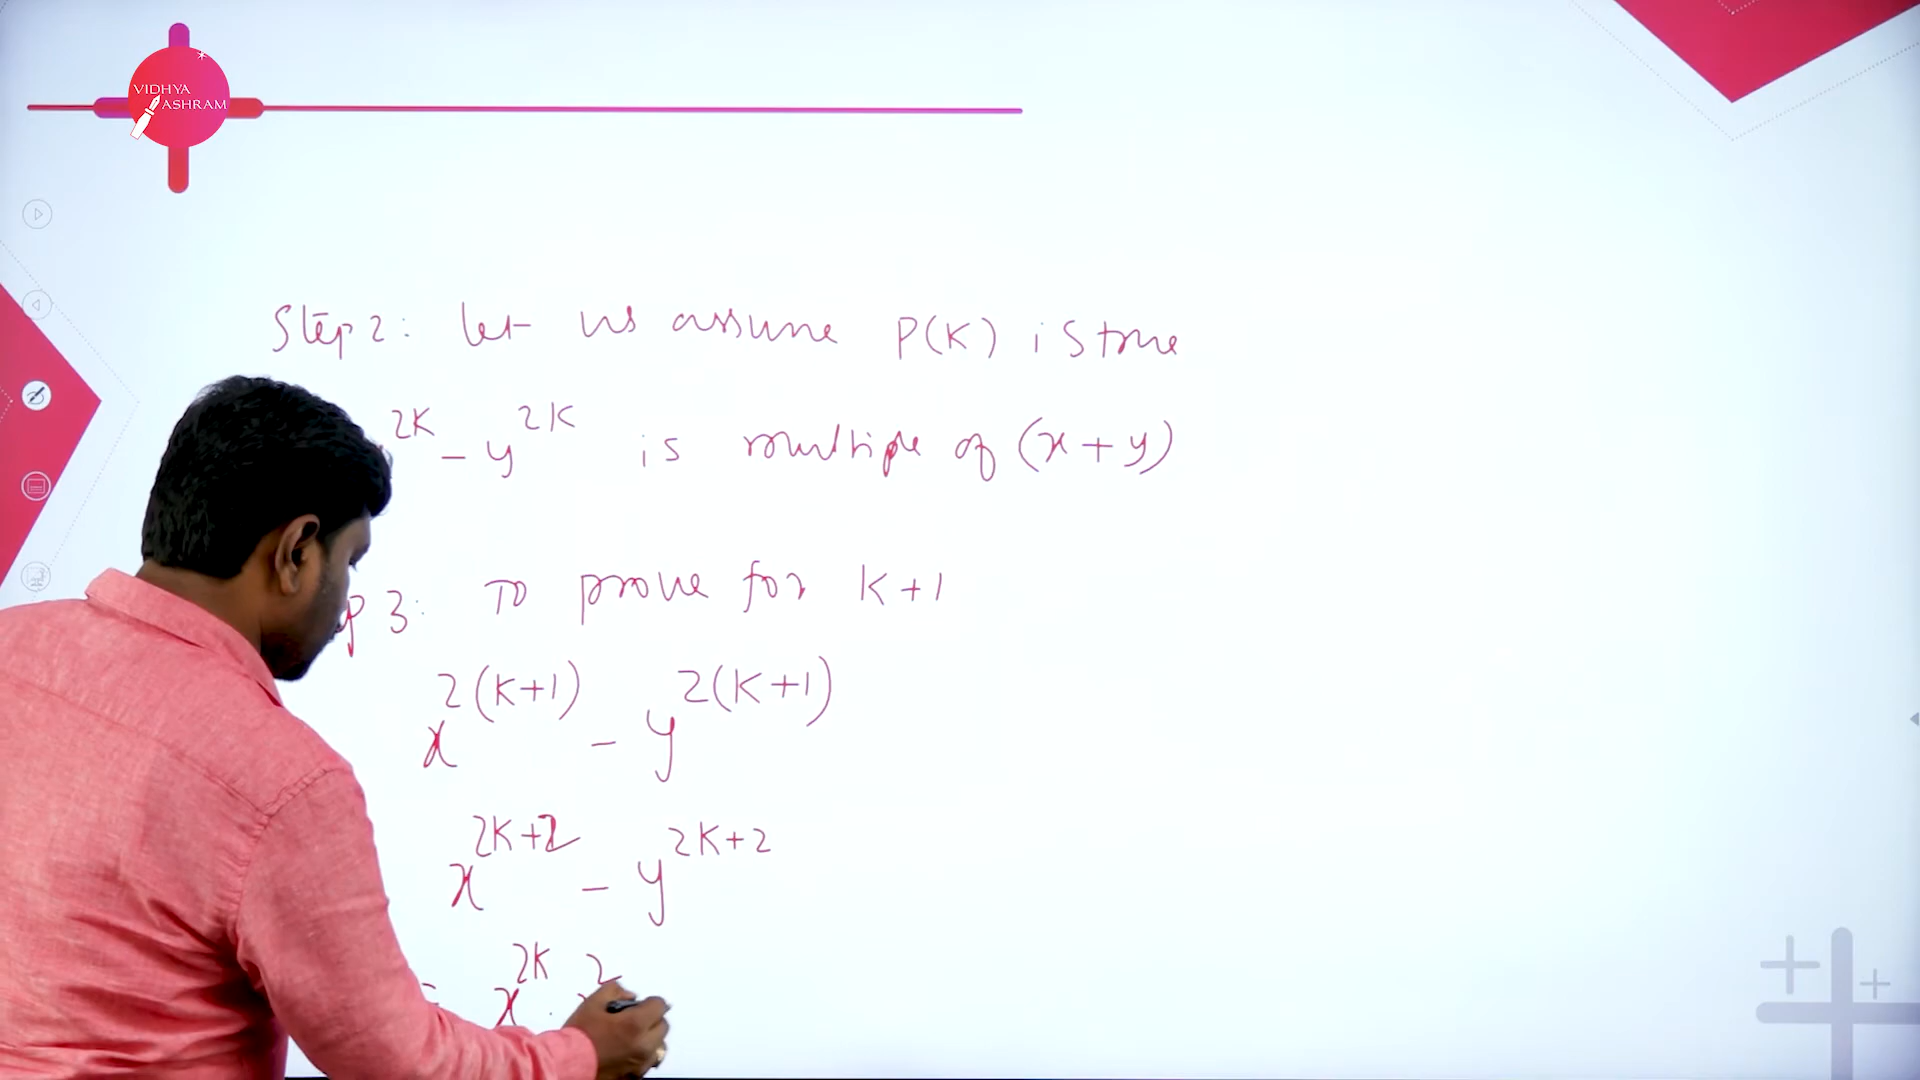 VIDHYA
ASHRAM
Step 2: let us assume P(K) is true
2K - y^2K is multiple of (x+y)
p 3: To prove for K+1
x^2(K+1) - y^2(K+1)
x^2K+2 - y^2K+2
= x^2K . x^2